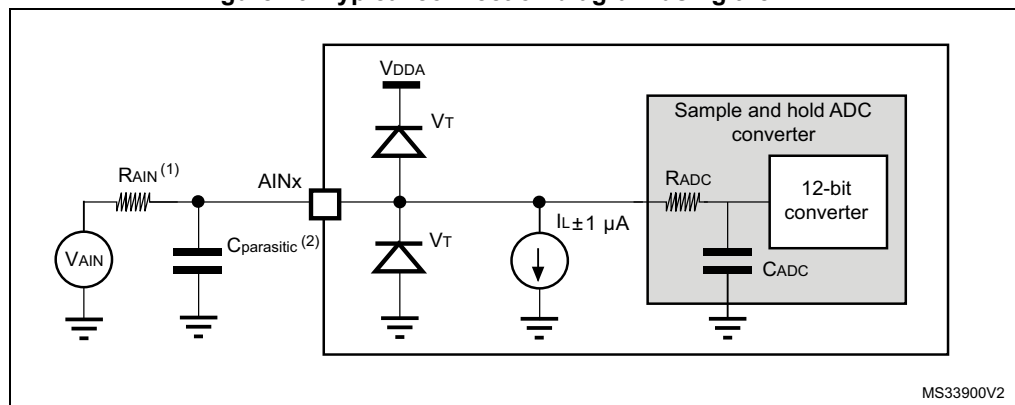 VDDA
Sample and hold ADC
converter
VT
RAIN (1)
AINx
RADC
12-bit
converter
IL±1 µA
VT
Cparasitic (2)
VAIN
CADC
MS33900V2